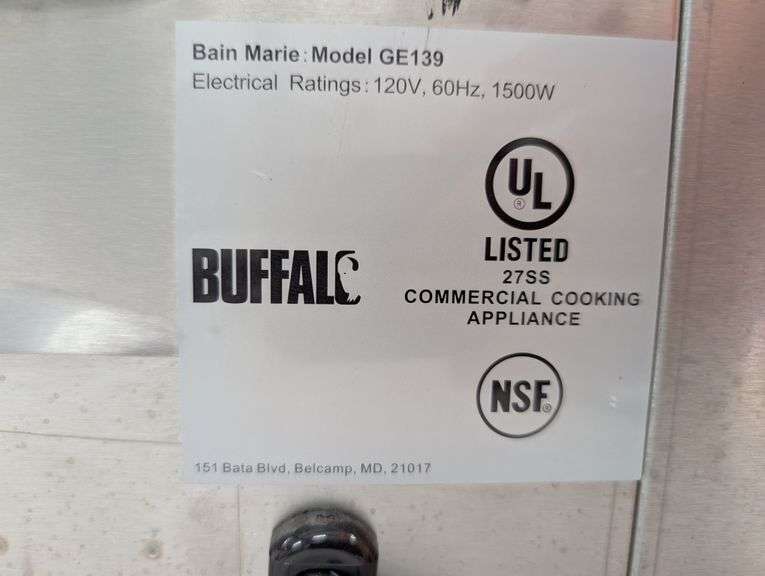 Bain Marie: Model GE139
Electrical Ratings: 120V, 60Hz, 1500W
UL
®
LISTED
BUFFALO
27SS
COMMERCIAL COOKING
APPLIANCE
NSF®
151 Bata Blvd, Belcamp, MD, 21017